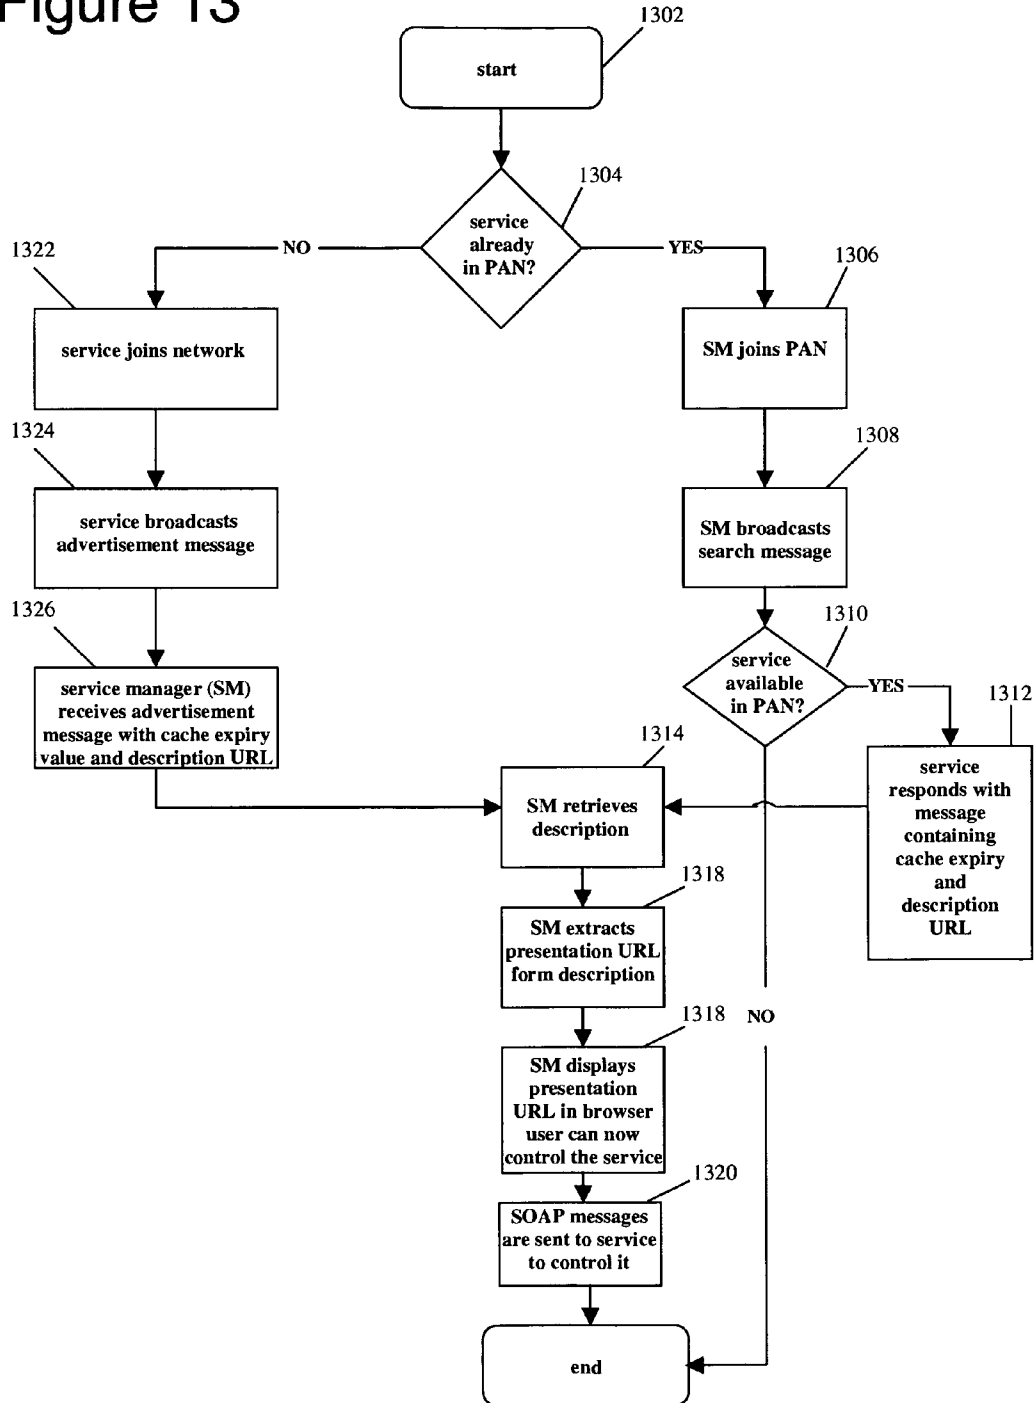 Figure 13
1302
start
1304
service
already
in PAN?
NO
YES
1322
1306
service joins network
SM joins PAN
1324
1308
service broadcasts
advertisement message
SM broadcasts
search message
1326
1310
service manager (SM)
receives advertisement
message with cache expiry
value and description URL
service
available
in PAN?
YES
1312
1314
service
responds with
message
containing
cache expiry
and
description
URL
SM retrieves
description
1318
SM extracts
presentation URL
form description
1318
NO
SM displays
presentation
URL in browser
user can now
control the service
1320
SOAP messages
are sent to service
to control it
end